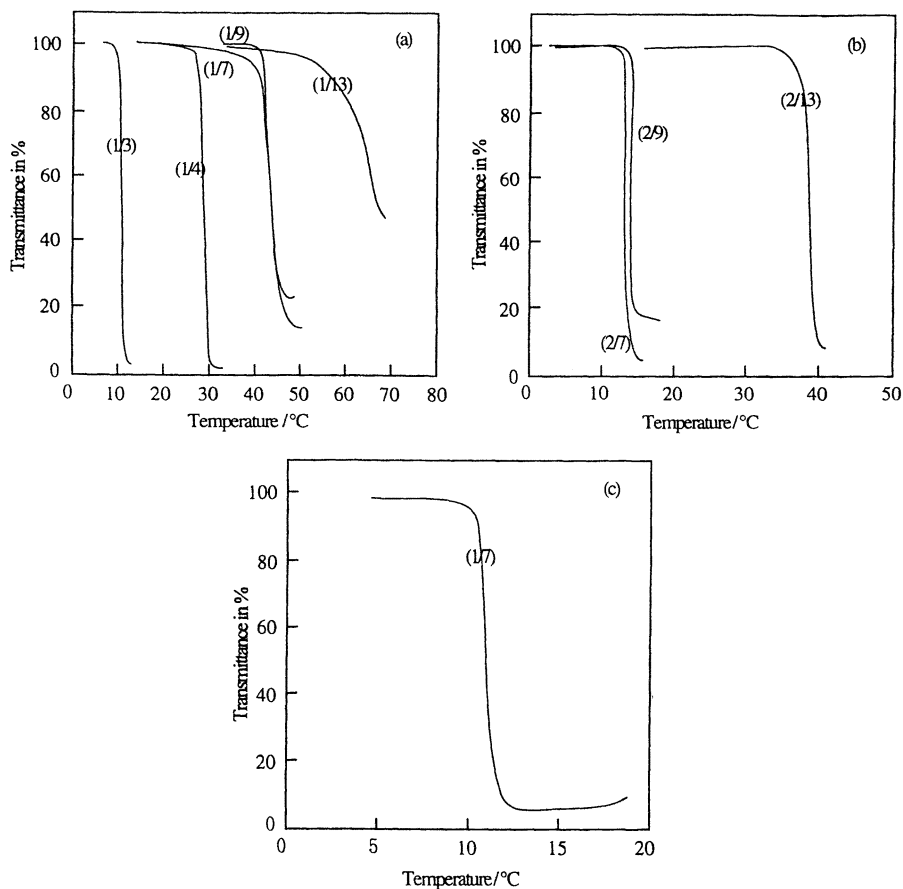 (a)
100
80
60
40
20
0
Transmittance in %
(1/3)
(1/4)
(1/7)
(1/9)
(1/13)
0 10 20 30 40 50 60 70 80
Temperature /°C
(b)
100
80
60
40
20
0
Transmittance in %
(2/7)
(2/9)
(2/13)
0 10 20 30 40 50
Temperature /°C
(c)
100
80
60
40
20
0
Transmittance in %
(1/7)
0 5 10 15 20
Temperature /°C